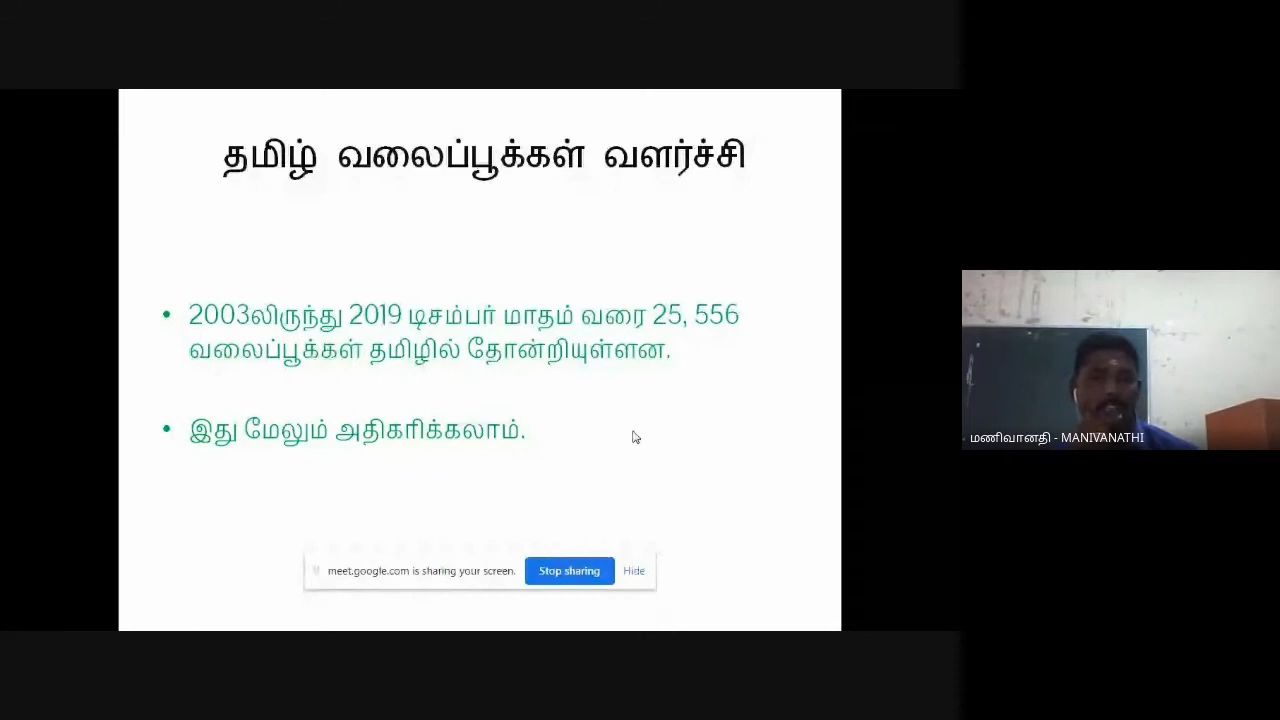 தமிழ் வலைப்பூக்கள் வளர்ச்சி
• 2003லிருந்து 2019 டிசம்பர் மாதம் வரை 25, 556
வலைப்பூக்கள் தமிழில் தோன்றியுள்ளன.
• இது மேலும் அதிகரிக்கலாம்.
meet.google.com is sharing your screen. Stop sharing Hide
மணிவானதி - MANIVANATHI